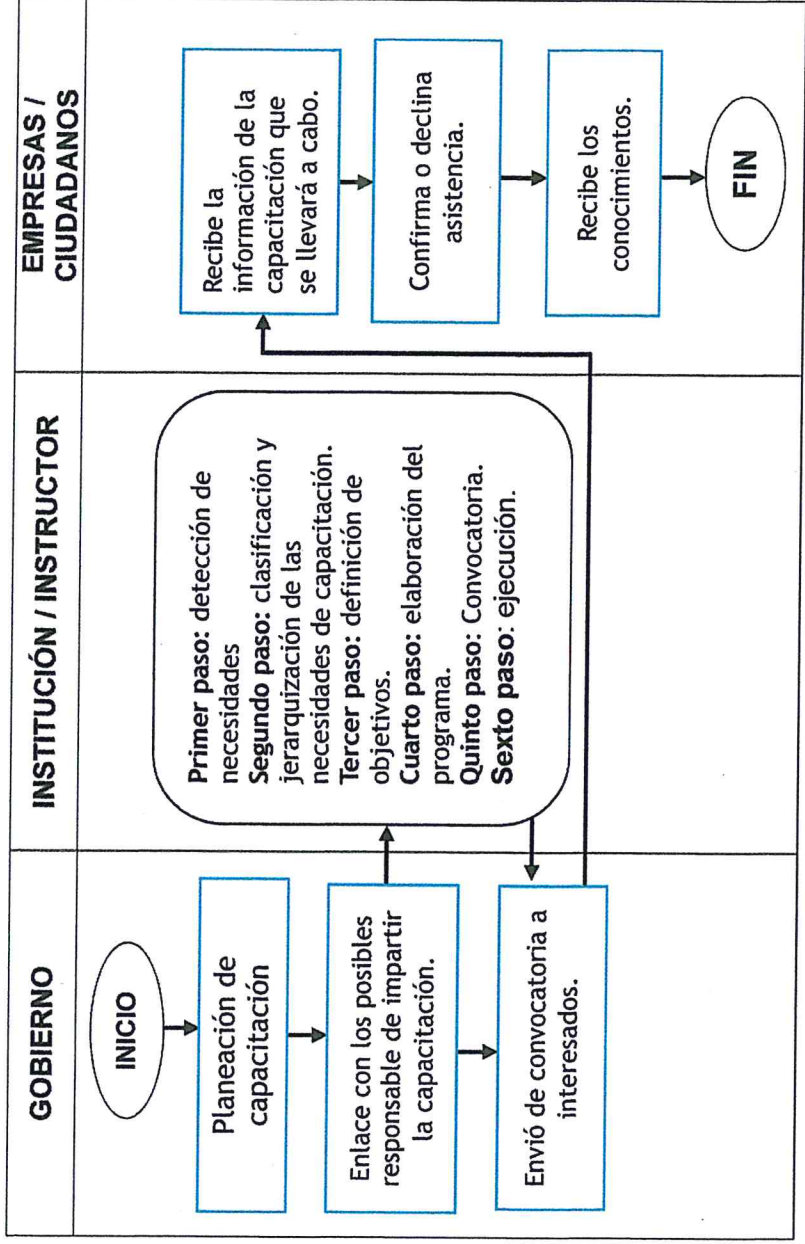 GOBIERNO
INICIO
Planeación de
capacitación
Enlace con los posibles
responsable de impartir
la capacitación.
Envió de convocatoria a
interesados.
INSTITUCIÓN / INSTRUCTOR
Primer paso: detección de
necesidades
Segundo paso: clasificación y
jerarquización de las
necesidades de capacitación.
Tercer paso: definición de
objetivos.
Cuarto paso: elaboración del
programa.
Quinto paso: Convocatoria.
Sexto paso: ejecución.
EMPRESAS /
CIUDADANOS
Recibe la
información de la
capacitación que
se llevará a cabo.
Confirma o declina
asistencia.
Recibe los
conocimientos.
FIN